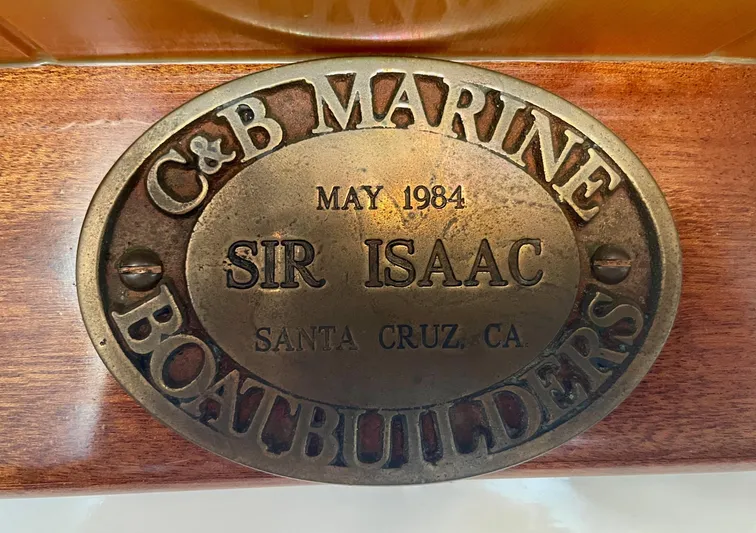 C&B MARINE
MAY 1984
SIR ISAAC
SANTA CRUZ, CA
BOATBUILDERS